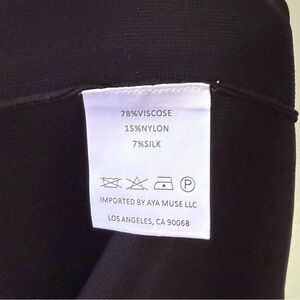 78%VISCOSE
15%NYLON
7%SILK
P
IMPORTED BY AYA MUSE LLC
LOS ANGELES, CA 90068